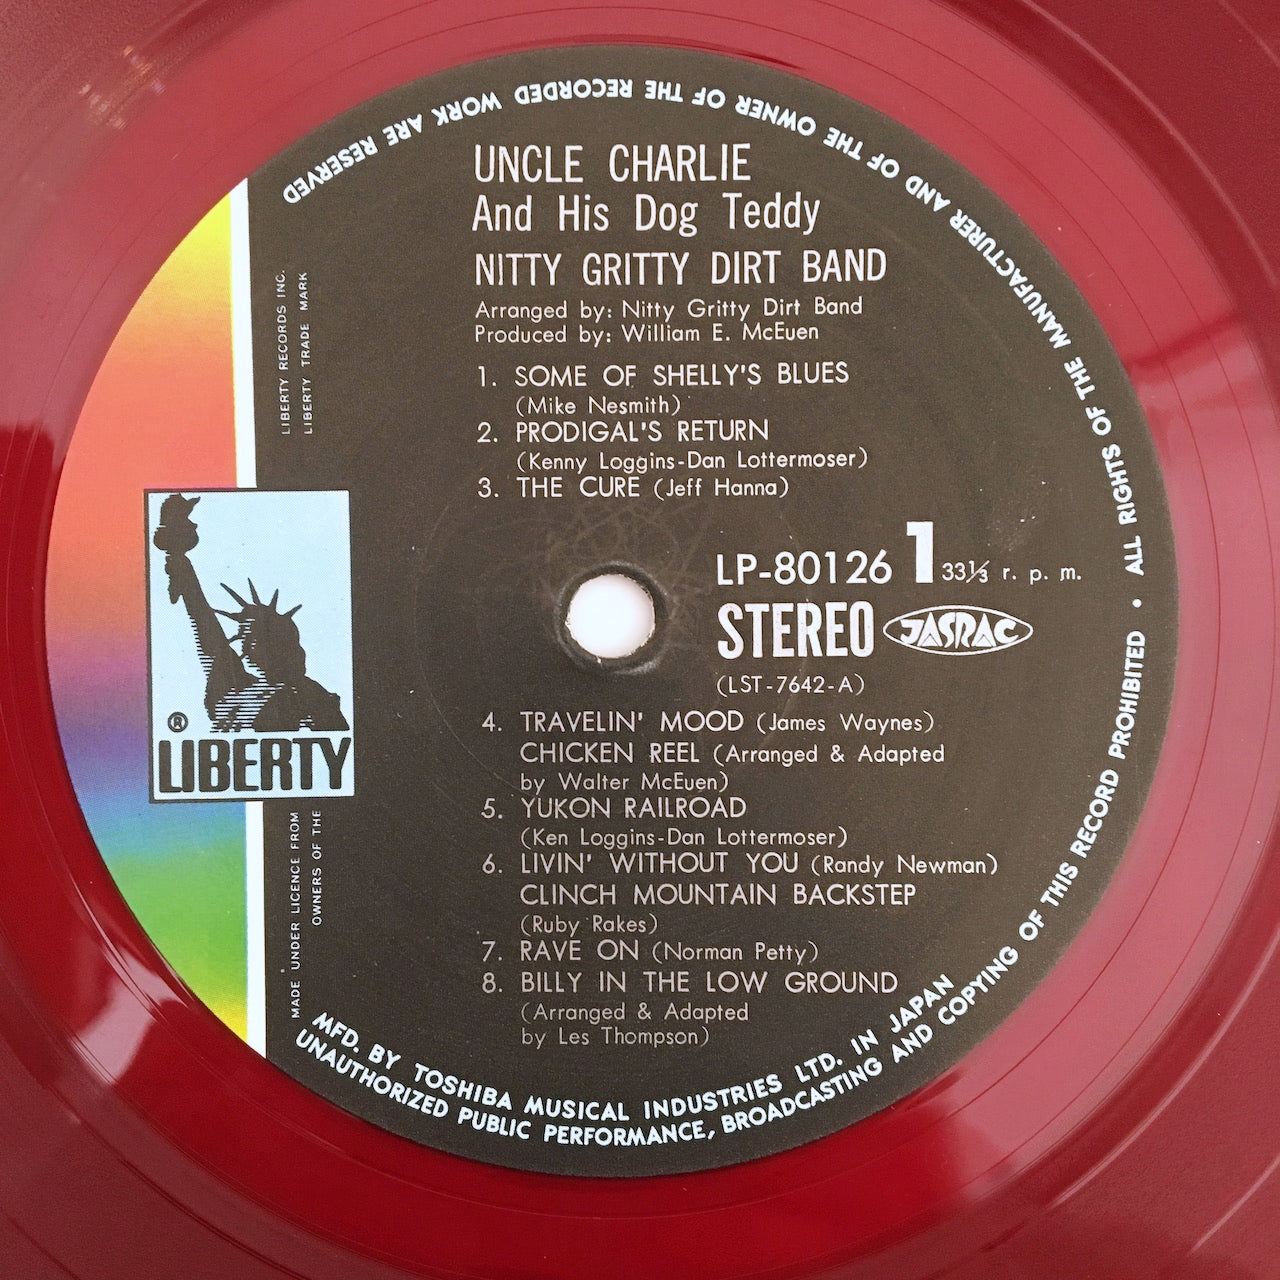 UNCLE CHARLIE
And His Dog Teddy
NITTY GRITTY DIRT BAND
Arranged by: Nitty Gritty Dirt Band
Produced by: William E. McEuen
1. SOME OF SHELLY'S BLUES
(Mike Nesmith)
2. PRODIGAL'S RETURN
(Kenny Loggins-Dan Lottermoser)
3. THE CURE (Jeff Hanna)
LP-80126 1 33⅓ r. p. m.
STEREO JASRAC
(LST-7642-A)
4. TRAVELIN' MOOD (James Waynes)
CHICKEN REEL (Arranged & Adapted
by Walter McEuen)
5. YUKON RAILROAD
(Ken Loggins-Dan Lottermoser)
6. LIVIN' WITHOUT YOU (Randy Newman)
CLINCH MOUNTAIN BACKSTEP
(Ruby Rakes)
7. RAVE ON (Norman Petty)
8. BILLY IN THE LOW GROUND
(Arranged & Adapted
by Les Thompson)
LIBERTY RECORDS INC.
LIBERTY TRADE MARK
®
LIBERTY
MADE UNDER LICENCE FROM
OWNERS OF THE
MFD. BY TOSHIBA MUSICAL INDUSTRIES LTD. IN JAPAN
UNAUTHORIZED PUBLIC PERFORMANCE, BROADCASTING AND COPYING OF THIS RECORD PROHIBITED • ALL RIGHTS OF THE MANUFACTURER AND OF THE OWNER OF THE RECORDED WORK ARE RESERVED